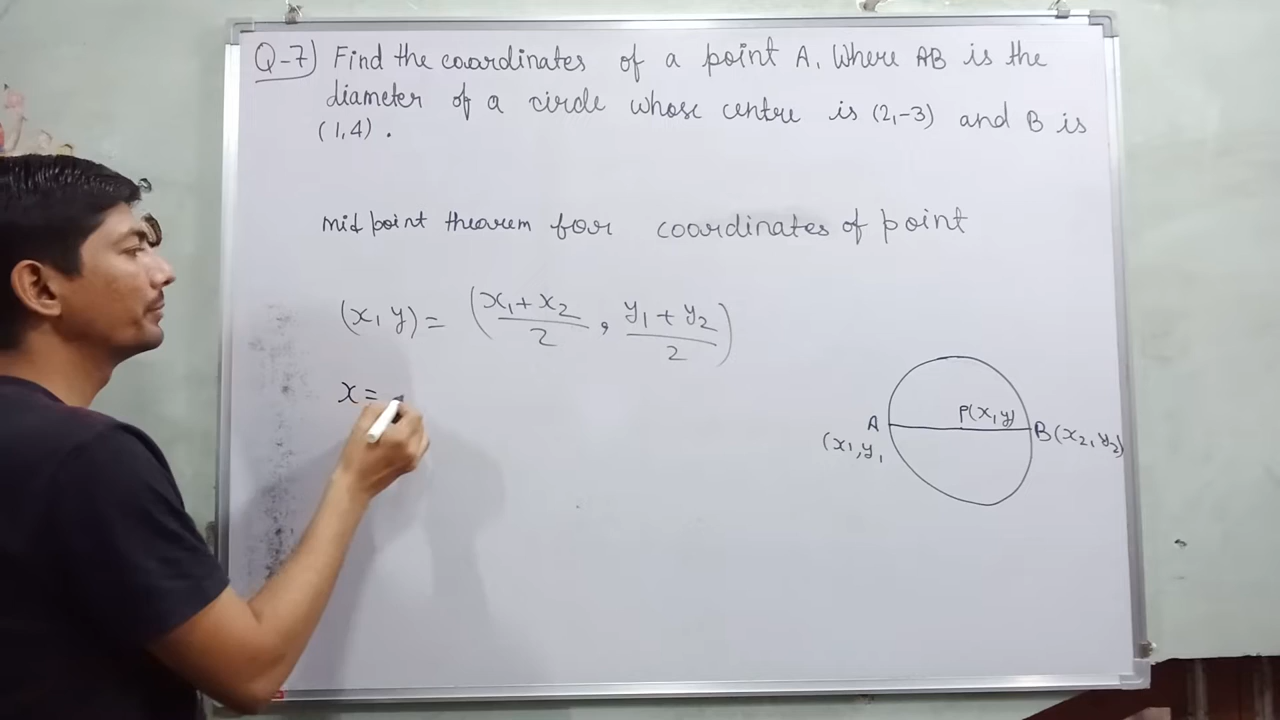 Q-7) Find the coordinates of a point A, Where AB is the
diameter of a circle whose centre is (2,-3) and B is
(1,4).
Mid point theorem for coordinates of point
(x, y) = (x₁+x₂/2, y₁+y₂/2)
x =
P(x,y)
A
B(x₂,y₂)
(x₁,y₁